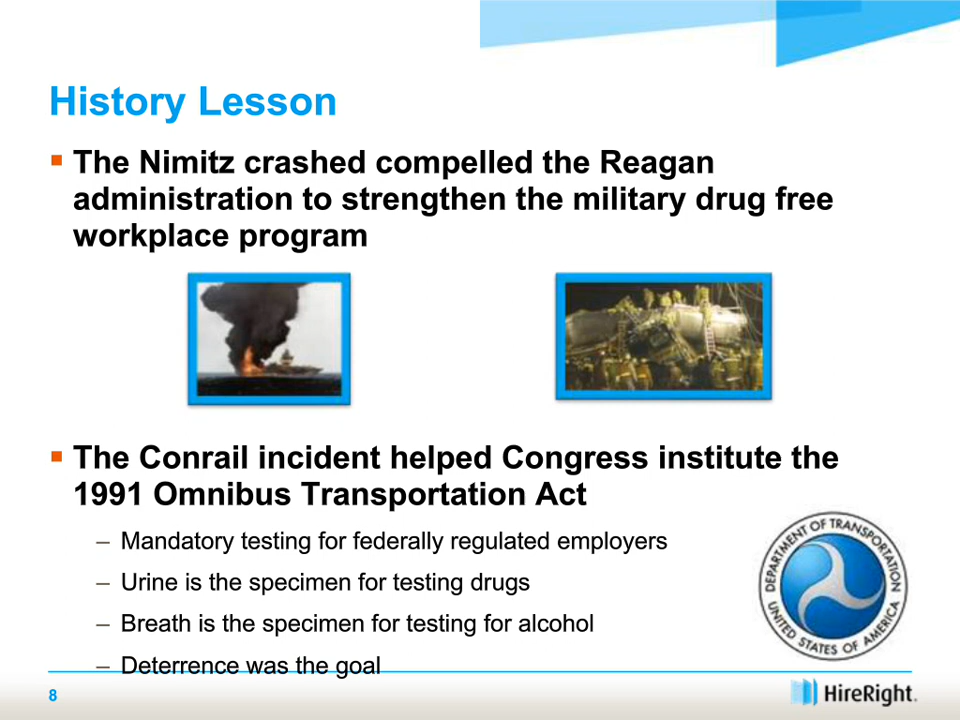 History Lesson
▪ The Nimitz crashed compelled the Reagan
administration to strengthen the military drug free
workplace program
▪ The Conrail incident helped Congress institute the
1991 Omnibus Transportation Act
– Mandatory testing for federally regulated employers
– Urine is the specimen for testing drugs
– Breath is the specimen for testing for alcohol
– Deterrence was the goal
DEPARTMENT OF TRANSPORTATION
UNITED STATES OF AMERICA
8
HireRight.